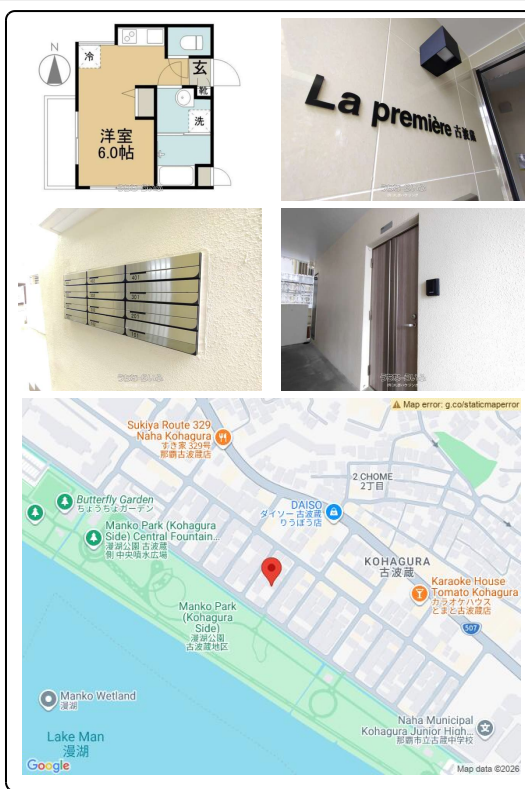 N
冷
玄
靴
洗
洋室
6.0帖
La première 古波蔵
Map error: g.co/staticmaperror
Sukiya Route 329
Naha Kohagura
すき家 329号
那覇古波蔵店
2 CHOME
2丁目
Butterfly Garden
ちょうちょガーデン
DAISO
ダイソー 古波蔵
りうぼう店
Manko Park (Kohagura
Side) Central Fountain...
漫湖公園 古波蔵
側 中央噴水広場
KOHAGURA
古波蔵
Karaoke House
Tomato Kohagura
カラオケハウス
とまと古波蔵店
Manko Park
(Kohagura
Side)
漫湖公園
古波蔵地区
507
Manko Wetland
漫湖
Naha Municipal
Kohagura Junior High...
那覇市立古蔵中学校
Lake Man
漫湖
Google
Map data ©2026